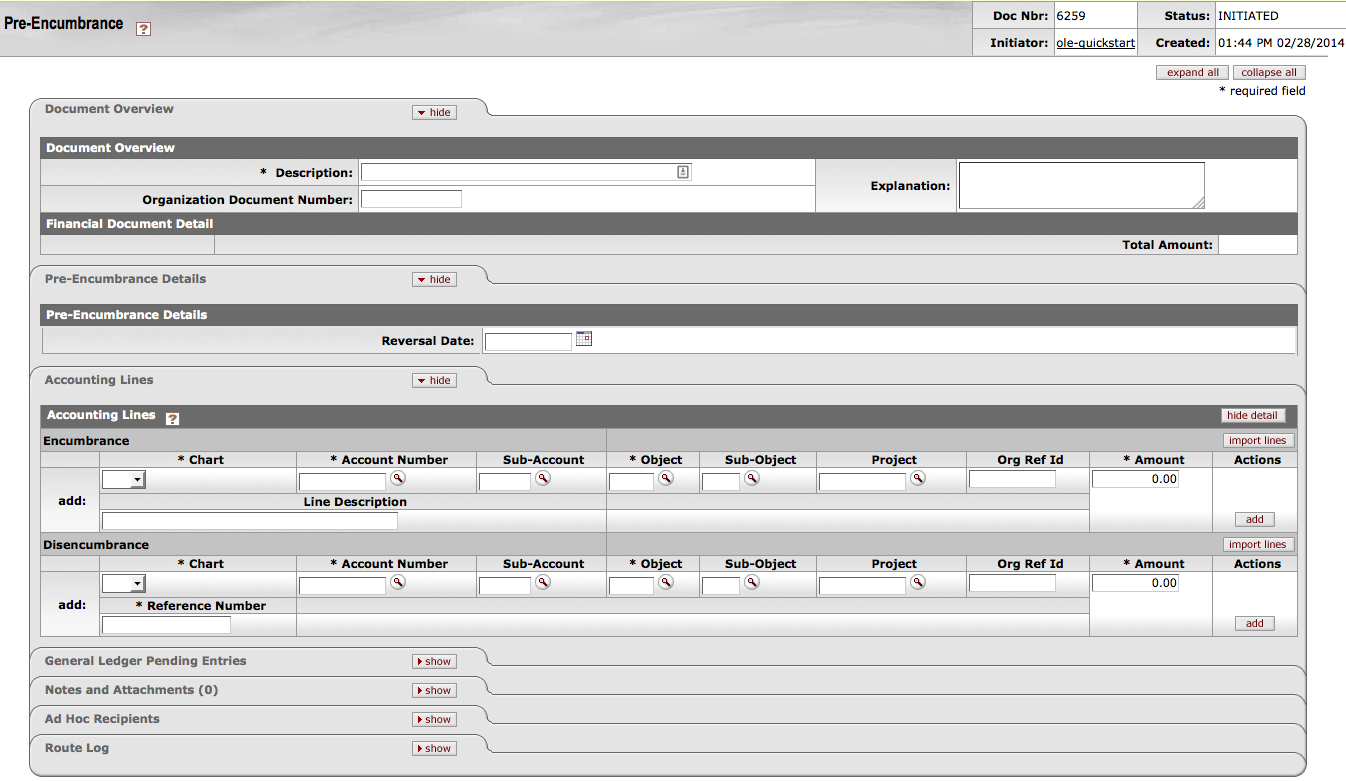 Pre-Encumbrance ?
Doc Nbr: 6259 Status: INITIATED
Initiator: ole-quickstart Created: 01:44 PM 02/28/2014
expand all collapse all
* required field
Document Overview hide
Document Overview
* Description: Explanation:
Organization Document Number:
Financial Document Detail
Total Amount:
Pre-Encumbrance Details hide
Pre-Encumbrance Details
Reversal Date:
Accounting Lines hide
Accounting Lines ? hide detail
Encumbrance import lines
* Chart * Account Number Sub-Account * Object Sub-Object Project Org Ref Id * Amount Actions
add: 0.00
Line Description
add
Disencumbrance import lines
* Chart * Account Number Sub-Account * Object Sub-Object Project Org Ref Id * Amount Actions
add: 0.00
* Reference Number
add
General Ledger Pending Entries show
Notes and Attachments (0) show
Ad Hoc Recipients show
Route Log show